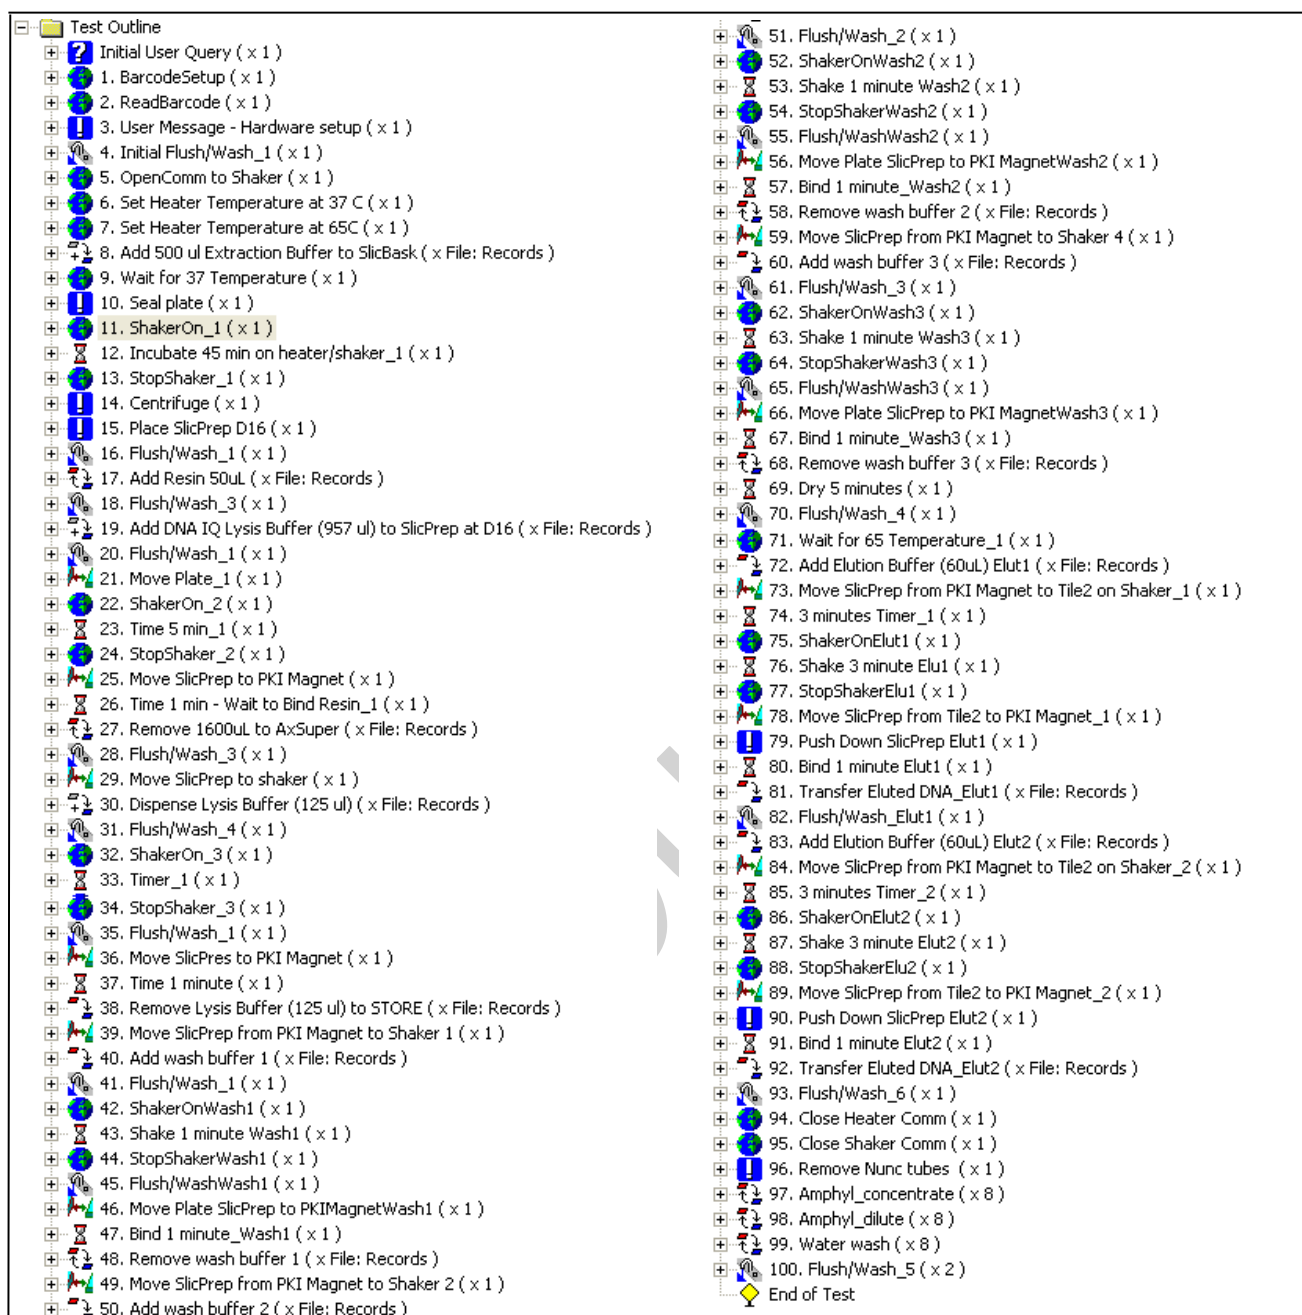 Test Outline
Initial User Query ( x 1 )
1. BarcodeSetup ( x 1 )
2. ReadBarcode ( x 1 )
3. User Message - Hardware setup ( x 1 )
4. Initial Flush/Wash_1 ( x 1 )
5. OpenComm to Shaker ( x 1 )
6. Set Heater Temperature at 37 C ( x 1 )
7. Set Heater Temperature at 65C ( x 1 )
8. Add 500 ul Extraction Buffer to SlicBask ( x File: Records )
9. Wait for 37 Temperature ( x 1 )
10. Seal plate ( x 1 )
11. ShakerOn_1 ( x 1 )
12. Incubate 45 min on heater/shaker_1 ( x 1 )
13. StopShaker_1 ( x 1 )
14. Centrifuge ( x 1 )
15. Place SlicPrep D16 ( x 1 )
16. Flush/Wash_1 ( x 1 )
17. Add Resin 50uL ( x File: Records )
18. Flush/Wash_3 ( x 1 )
19. Add DNA IQ Lysis Buffer (957 ul) to SlicPrep at D16 ( x File: Records )
20. Flush/Wash_1 ( x 1 )
21. Move Plate_1 ( x 1 )
22. ShakerOn_2 ( x 1 )
23. Time 5 min_1 ( x 1 )
24. StopShaker_2 ( x 1 )
25. Move SlicPrep to PKI Magnet ( x 1 )
26. Time 1 min - Wait to Bind Resin_1 ( x 1 )
27. Remove 1600uL to AxSuper ( x File: Records )
28. Flush/Wash_3 ( x 1 )
29. Move SlicPrep to shaker ( x 1 )
30. Dispense Lysis Buffer (125 ul) ( x File: Records )
31. Flush/Wash_4 ( x 1 )
32. ShakerOn_3 ( x 1 )
33. Timer_1 ( x 1 )
34. StopShaker_3 ( x 1 )
35. Flush/Wash_1 ( x 1 )
36. Move SlicPres to PKI Magnet ( x 1 )
37. Time 1 minute ( x 1 )
38. Remove Lysis Buffer (125 ul) to STORE ( x File: Records )
39. Move SlicPrep from PKI Magnet to Shaker 1 ( x 1 )
40. Add wash buffer 1 ( x File: Records )
41. Flush/Wash_1 ( x 1 )
42. ShakerOnWash1 ( x 1 )
43. Shake 1 minute Wash1 ( x 1 )
44. StopShakerWash1 ( x 1 )
45. Flush/WashWash1 ( x 1 )
46. Move Plate SlicPrep to PKIMagnetWash1 ( x 1 )
47. Bind 1 minute_Wash1 ( x 1 )
48. Remove wash buffer 1 ( x File: Records )
49. Move SlicPrep from PKI Magnet to Shaker 2 ( x 1 )
50. Add wash buffer 2 ( x File: Records )
51. Flush/Wash_2 ( x 1 )
52. ShakerOnWash2 ( x 1 )
53. Shake 1 minute Wash2 ( x 1 )
54. StopShakerWash2 ( x 1 )
55. Flush/WashWash2 ( x 1 )
56. Move Plate SlicPrep to PKI MagnetWash2 ( x 1 )
57. Bind 1 minute_Wash2 ( x 1 )
58. Remove wash buffer 2 ( x File: Records )
59. Move SlicPrep from PKI Magnet to Shaker 4 ( x 1 )
60. Add wash buffer 3 ( x File: Records )
61. Flush/Wash_3 ( x 1 )
62. ShakerOnWash3 ( x 1 )
63. Shake 1 minute Wash3 ( x 1 )
64. StopShakerWash3 ( x 1 )
65. Flush/WashWash3 ( x 1 )
66. Move Plate SlicPrep to PKI MagnetWash3 ( x 1 )
67. Bind 1 minute_Wash3 ( x 1 )
68. Remove wash buffer 3 ( x File: Records )
69. Dry 5 minutes ( x 1 )
70. Flush/Wash_4 ( x 1 )
71. Wait for 65 Temperature_1 ( x 1 )
72. Add Elution Buffer (60uL) Elut1 ( x File: Records )
73. Move SlicPrep from PKI Magnet to Tile2 on Shaker_1 ( x 1 )
74. 3 minutes Timer_1 ( x 1 )
75. ShakerOnElut1 ( x 1 )
76. Shake 3 minute Elu1 ( x 1 )
77. StopShakerElu1 ( x 1 )
78. Move SlicPrep from Tile2 to PKI Magnet_1 ( x 1 )
79. Push Down SlicPrep Elut1 ( x 1 )
80. Bind 1 minute Elut1 ( x 1 )
81. Transfer Eluted DNA_Elut1 ( x File: Records )
82. Flush/Wash_Elut1 ( x 1 )
83. Add Elution Buffer (60uL) Elut2 ( x File: Records )
84. Move SlicPrep from PKI Magnet to Tile2 on Shaker_2 ( x 1 )
85. 3 minutes Timer_2 ( x 1 )
86. ShakerOnElut2 ( x 1 )
87. Shake 3 minute Elut2 ( x 1 )
88. StopShakerElu2 ( x 1 )
89. Move SlicPrep from Tile2 to PKI Magnet_2 ( x 1 )
90. Push Down SlicPrep Elut2 ( x 1 )
91. Bind 1 minute Elut2 ( x 1 )
92. Transfer Eluted DNA_Elut2 ( x File: Records )
93. Flush/Wash_6 ( x 1 )
94. Close Heater Comm ( x 1 )
95. Close Shaker Comm ( x 1 )
96. Remove Nunc tubes ( x 1 )
97. Amphyl_concentrate ( x 8 )
98. Amphyl_dilute ( x 8 )
99. Water wash ( x 8 )
100. Flush/Wash_5 ( x 2 )
End of Test